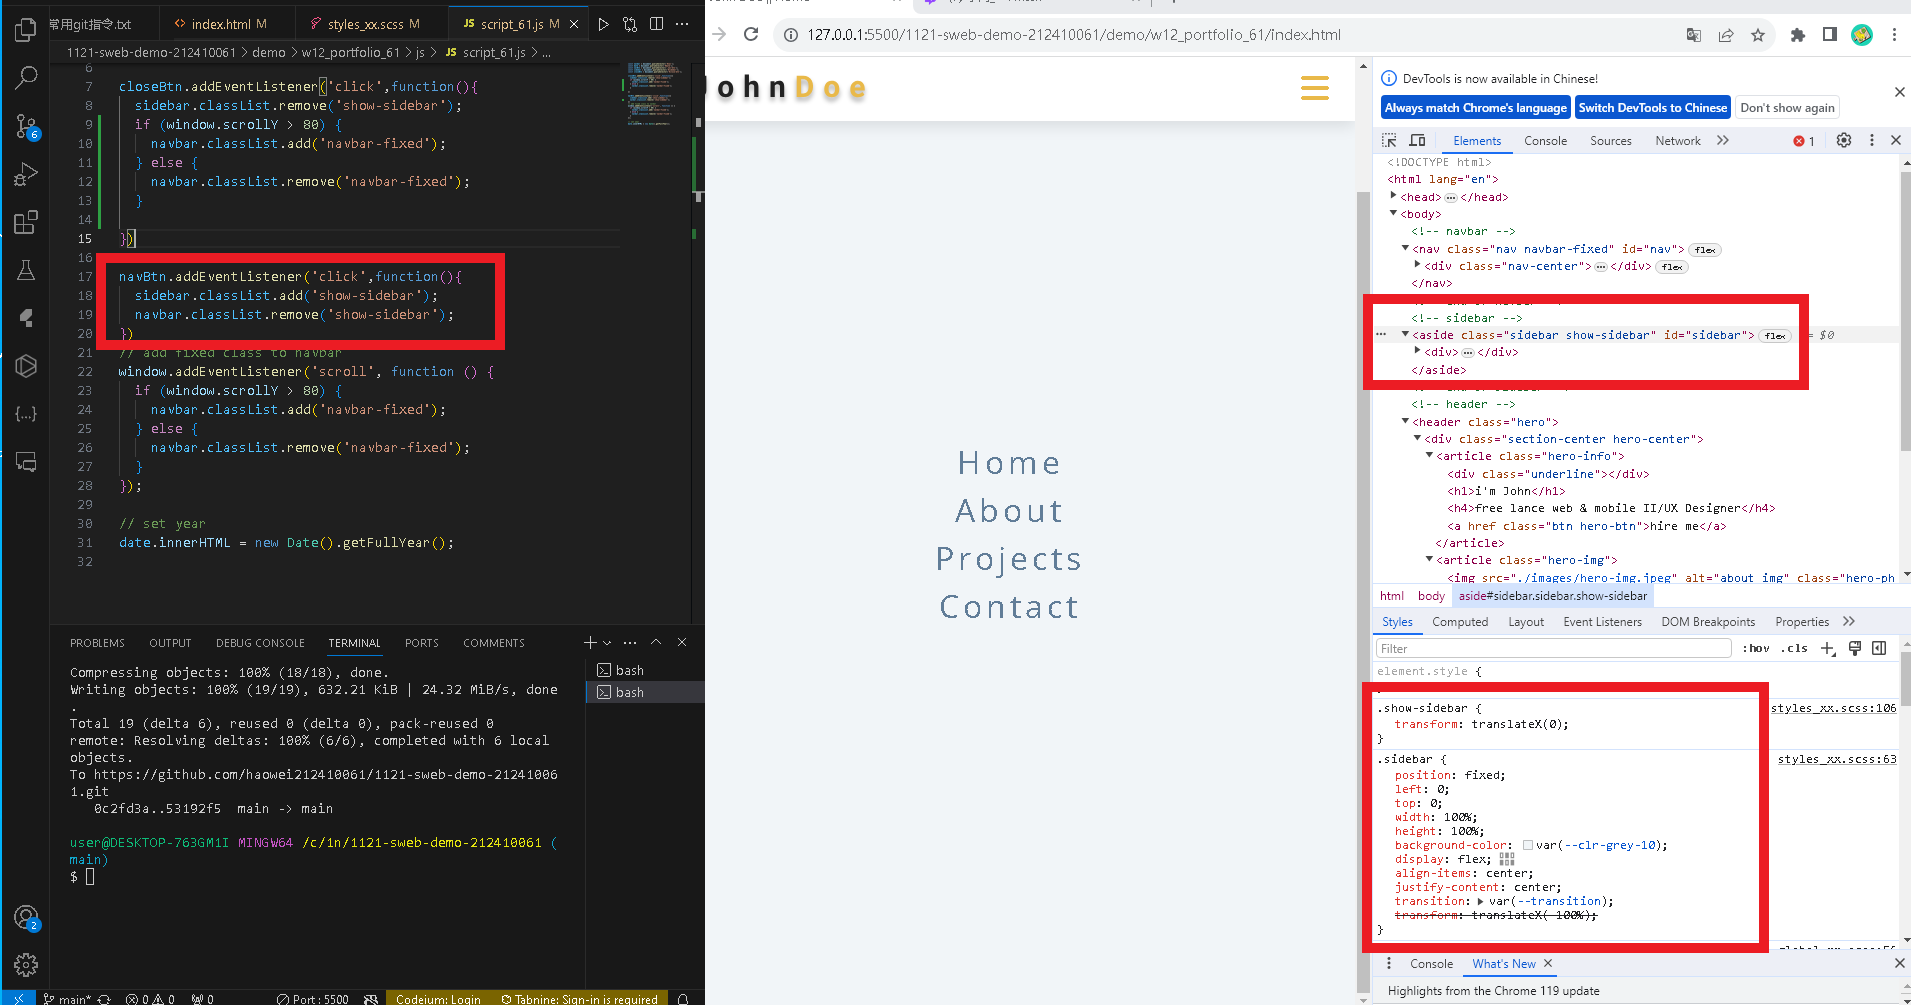 常用git指令.txt
<> index.html M
styles_xx.scss M
JS script_61.js M
1121-sweb-demo-212410061 > demo > w12_portfolio_61 > js > JS script_61.js > ...
6
7 closeBtn.addEventListener('click',function(){
8 sidebar.classList.remove('show-sidebar');
9 if (window.scrollY > 80) {
10 navbar.classList.add('navbar-fixed');
11 } else {
12 navbar.classList.remove('navbar-fixed');
13 }
14
15 })
16
17 navBtn.addEventListener('click',function(){
18 sidebar.classList.add('show-sidebar');
19 navbar.classList.remove('show-sidebar');
20 })
21 // add fixed class to navbar
22 window.addEventListener('scroll', function () {
23 if (window.scrollY > 80) {
24 navbar.classList.add('navbar-fixed');
25 } else {
26 navbar.classList.remove('navbar-fixed');
27 }
28 });
29
30 // set year
31 date.innerHTML = new Date().getFullYear();
32
6
2
PROBLEMS OUTPUT DEBUG CONSOLE TERMINAL PORTS COMMENTS
Compressing objects: 100% (18/18), done.
Writing objects: 100% (19/19), 632.21 KiB | 24.32 MiB/s, done
.
Total 19 (delta 6), reused 0 (delta 0), pack-reused 0
remote: Resolving deltas: 100% (6/6), completed with 6 local
objects.
To https://github.com/haowei212410061/1121-sweb-demo-21241006
1.git
0c2fd3a..53192f5 main -> main
user@DESKTOP-763GM1I MINGW64 /c/1n/1121-sweb-demo-212410061 (
main)
$
bash
bash
main* 0 0 0 Port : 5500 Codeium: Login Tabnine: Sign-in is required
127.0.0.1:5500/1121-sweb-demo-212410061/demo/w12_portfolio_61/index.html
JohnDoe
Home
About
Projects
Contact
DevTools is now available in Chinese!
Always match Chrome's language
Switch DevTools to Chinese
Don't show again
Elements Console Sources Network >> 1
<!DOCTYPE html>
<html lang="en">
<head> ... </head>
<body>
<!-- navbar -->
<nav class="nav navbar-fixed" id="nav"> flex
<div class="nav-center"> ... </div> flex
</nav>
<!-- sidebar -->
... <aside class="sidebar show-sidebar" id="sidebar"> flex == $0
<div> ... </div>
</aside>
<!-- header -->
<header class="hero">
<div class="section-center hero-center">
<article class="hero-info">
<div class="underline"></div>
<h1>i'm John</h1>
<h4>free lance web & mobile II/UX Designer</h4>
<a href class="btn hero-btn">hire me</a>
</article>
<article class="hero-img">
<img src="./images/hero-img.jpeg" alt="about img" class="hero-ph
html body aside#sidebar.sidebar.show-sidebar
Styles Computed Layout Event Listeners DOM Breakpoints Properties >>
Filter :hov .cls
element.style {
.show-sidebar { styles_xx.scss:106
transform: translateX(0);
}
.sidebar { styles_xx.scss:63
position: fixed;
left: 0;
top: 0;
width: 100%;
height: 100%;
background-color: var(--clr-grey-10);
display: flex;
align-items: center;
justify-content: center;
transition: var(--transition);
transform: translateX(-100%);
}
Console What's New
Highlights from the Chrome 119 update